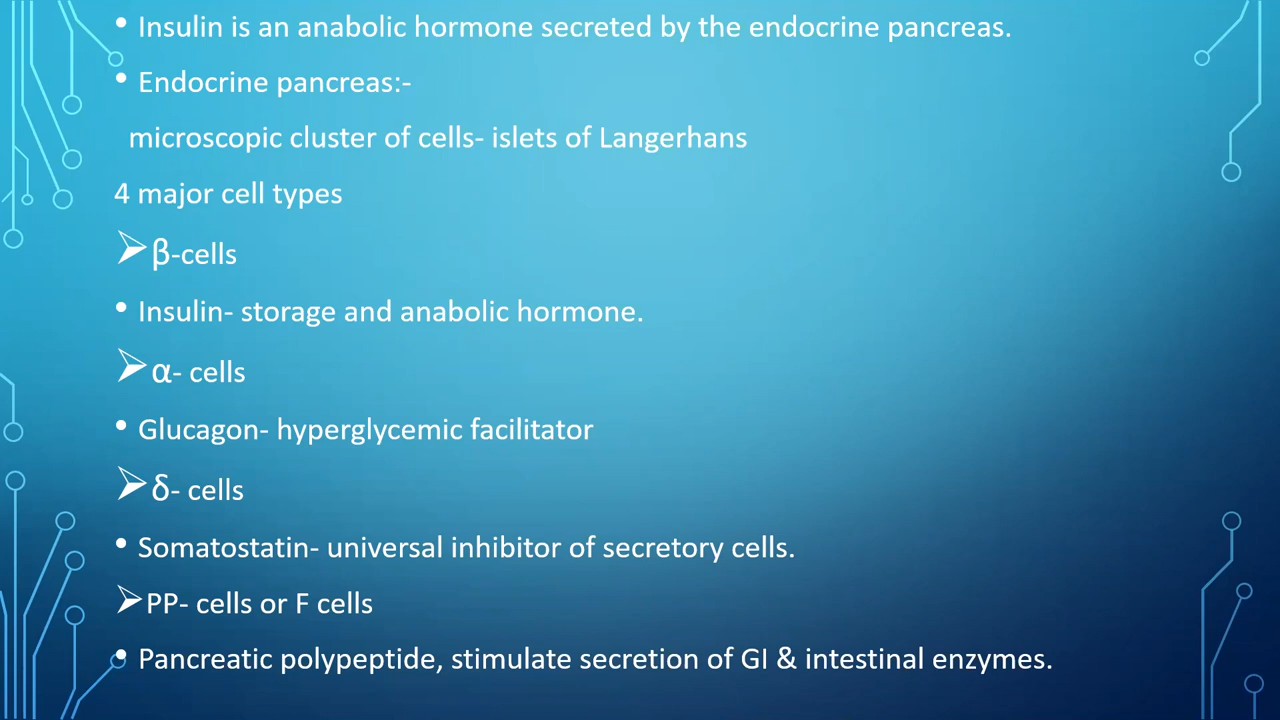 • Insulin is an anabolic hormone secreted by the endocrine pancreas.
• Endocrine pancreas:-
microscopic cluster of cells- islets of Langerhans
4 major cell types
➢β-cells
• Insulin- storage and anabolic hormone.
➢α- cells
• Glucagon- hyperglycemic facilitator
➢δ- cells
• Somatostatin- universal inhibitor of secretory cells.
➢PP- cells or F cells
• Pancreatic polypeptide, stimulate secretion of GI & intestinal enzymes.